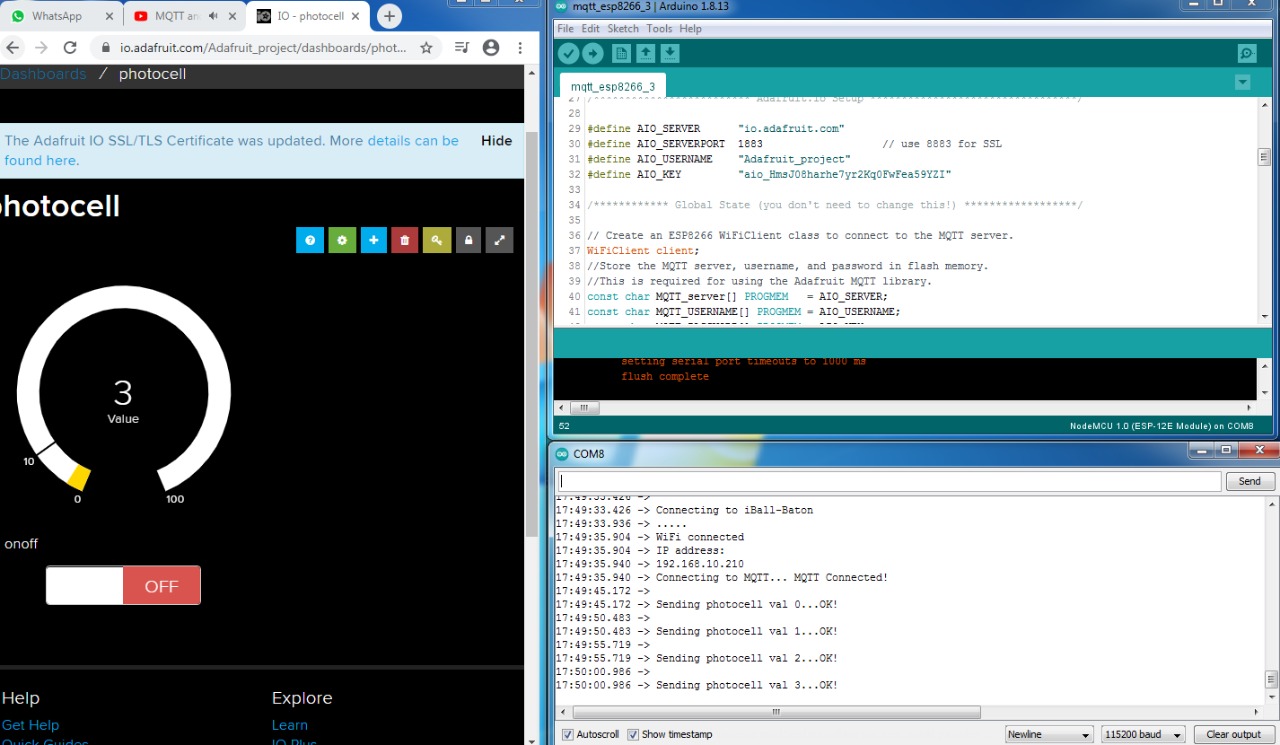 WhatsApp
MQTT an
IO - photocell
io.adafruit.com/Adafruit_project/dashboards/phot...
Dashboards / photocell
The Adafruit IO SSL/TLS Certificate was updated. More details can be
found here.
Hide
photocell
3
Value
10
0
100
onoff
OFF
Help
Get Help
Quick Guides
Explore
Learn
IO Plus
mqtt_esp8266_3 | Arduino 1.8.13
File Edit Sketch Tools Help
mqtt_esp8266_3
27 /************************* Adafruit.io Setup *********************************/
28
29 #define AIO_SERVER      "io.adafruit.com"
30 #define AIO_SERVERPORT  1883                   // use 8883 for SSL
31 #define AIO_USERNAME    "Adafruit_project"
32 #define AIO_KEY         "aio_HmsJ08harhe7yr2Kq0FwFea59YZI"
33
34 /************ Global State (you don't need to change this!) ******************/
35
36 // Create an ESP8266 WiFiClient class to connect to the MQTT server.
37 WiFiClient client;
38 //Store the MQTT server, username, and password in flash memory.
39 //This is required for using the Adafruit MQTT library.
40 const char MQTT_server[] PROGMEM   = AIO_SERVER;
41 const char MQTT_USERNAME[] PROGMEM = AIO_USERNAME;
setting serial port timeouts to 1000 ms
flush complete
52
NodeMCU 1.0 (ESP-12E Module) on COM8
COM8
Send
17:49:33.426 ->
17:49:33.426 -> Connecting to iBall-Baton
17:49:33.936 -> .....
17:49:35.904 -> WiFi connected
17:49:35.904 -> IP address:
17:49:35.940 -> 192.168.10.210
17:49:35.940 -> Connecting to MQTT... MQTT Connected!
17:49:45.172 ->
17:49:45.172 -> Sending photocell val 0...OK!
17:49:50.483 ->
17:49:50.483 -> Sending photocell val 1...OK!
17:49:55.719 ->
17:49:55.719 -> Sending photocell val 2...OK!
17:50:00.986 ->
17:50:00.986 -> Sending photocell val 3...OK!
Autoscroll
Show timestamp
Newline
115200 baud
Clear output